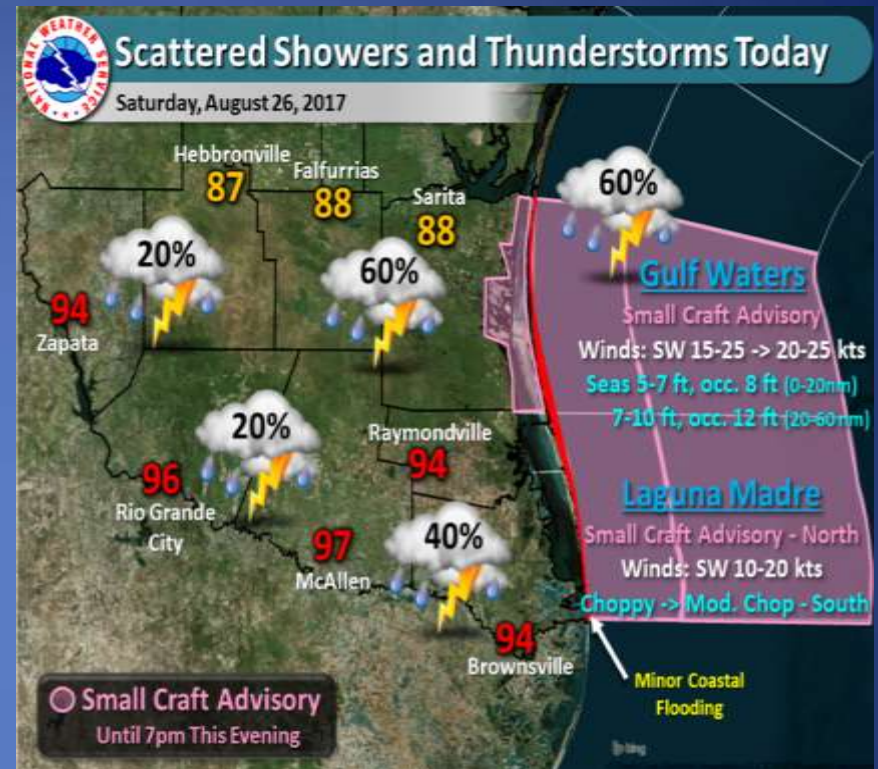 NATIONAL WEATHER SERVICE
Scattered Showers and Thunderstorms Today
Saturday, August 26, 2017
Hebbronville
87
Falfurrias
88
Sarita
88
60%
20%
60%
94
Zapata
Gulf Waters
Small Craft Advisory
Winds: SW 15-25 -> 20-25 kts
Seas 5-7 ft, occ. 8 ft (0-20nm)
7-10 ft, occ. 12 ft (20-60 nm)
20%
Raymondville
94
96
Rio Grande
City
97
McAllen
40%
94
Brownsville
Laguna Madre
Small Craft Advisory - North
Winds: SW 10-20 kts
Choppy -> Mod. Chop - South
Minor Coastal
Flooding
Small Craft Advisory
Until 7pm This Evening
bing